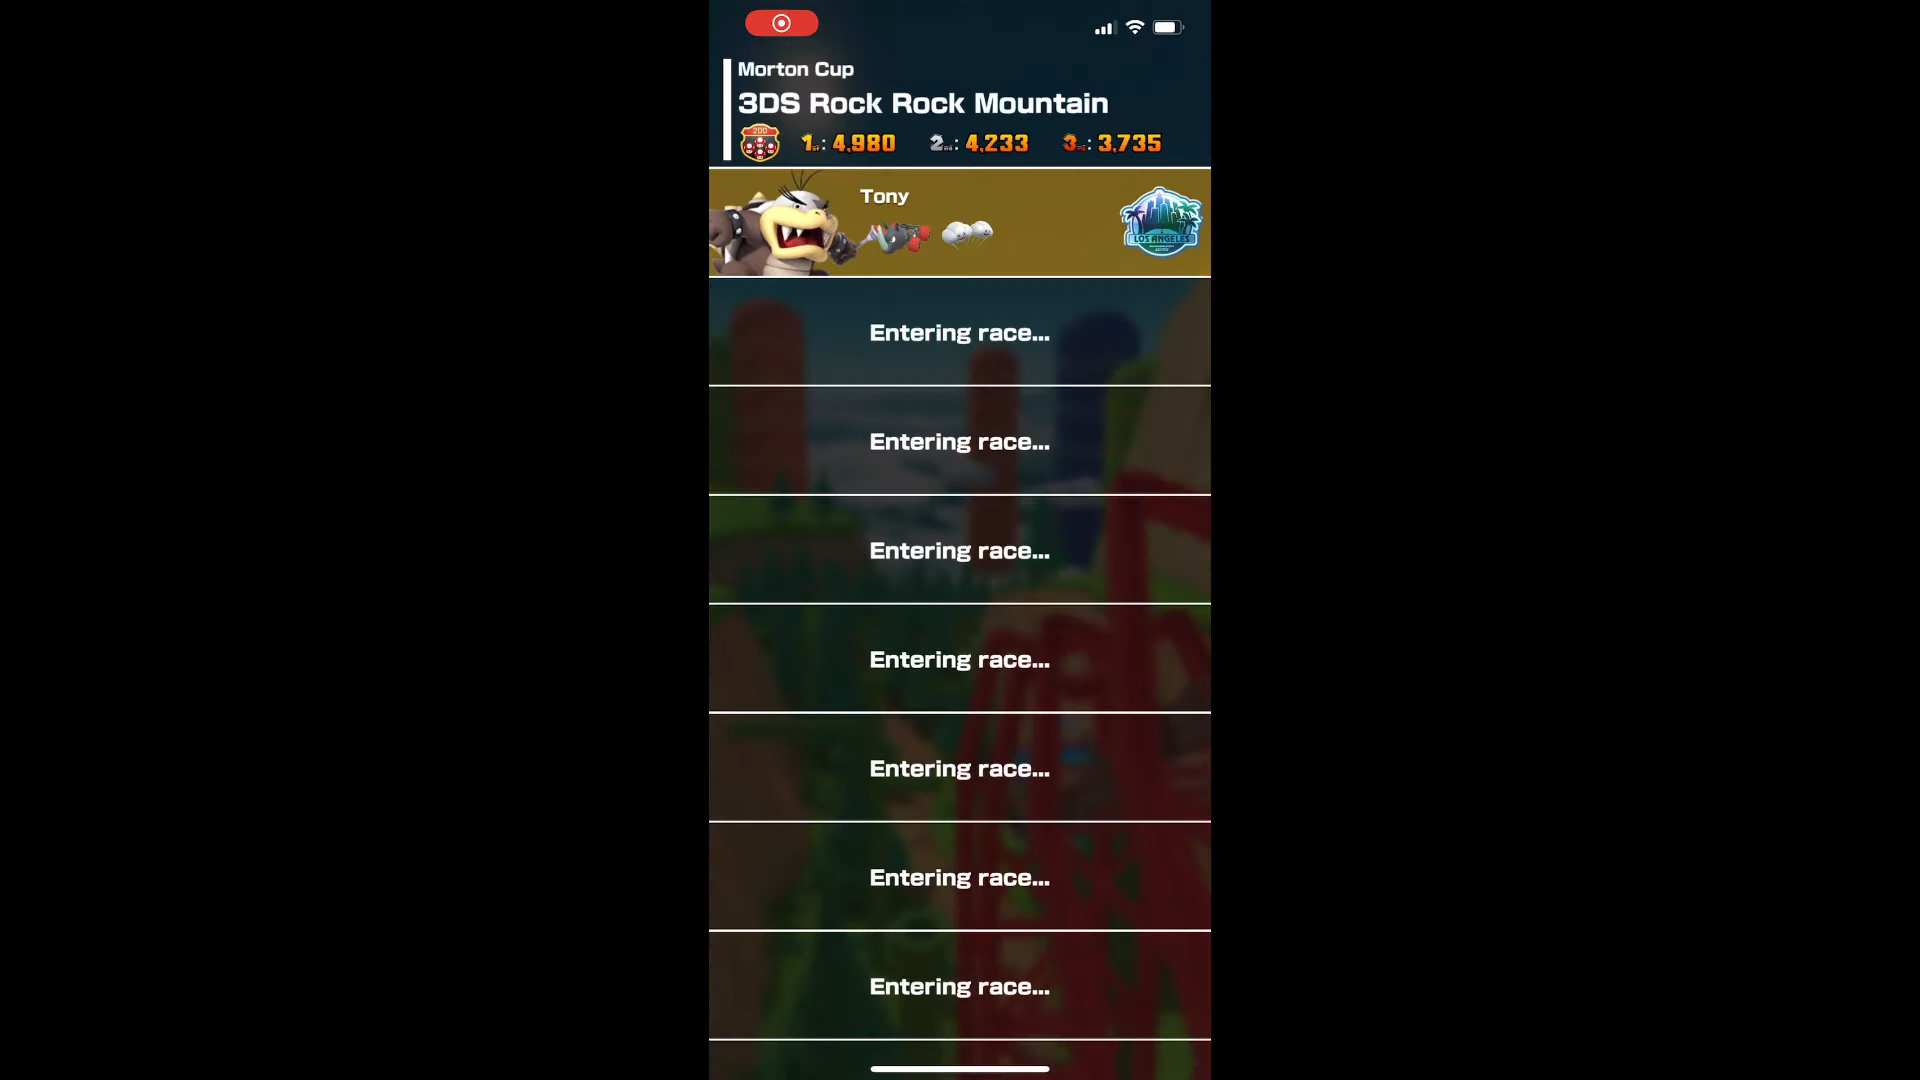 Morton Cup
3DS Rock Rock Mountain
200 1st: 4,980 2nd: 4,233 3rd: 3,735
Tony
LOS ANGELES
Entering race...
Entering race...
Entering race...
Entering race...
Entering race...
Entering race...
Entering race...